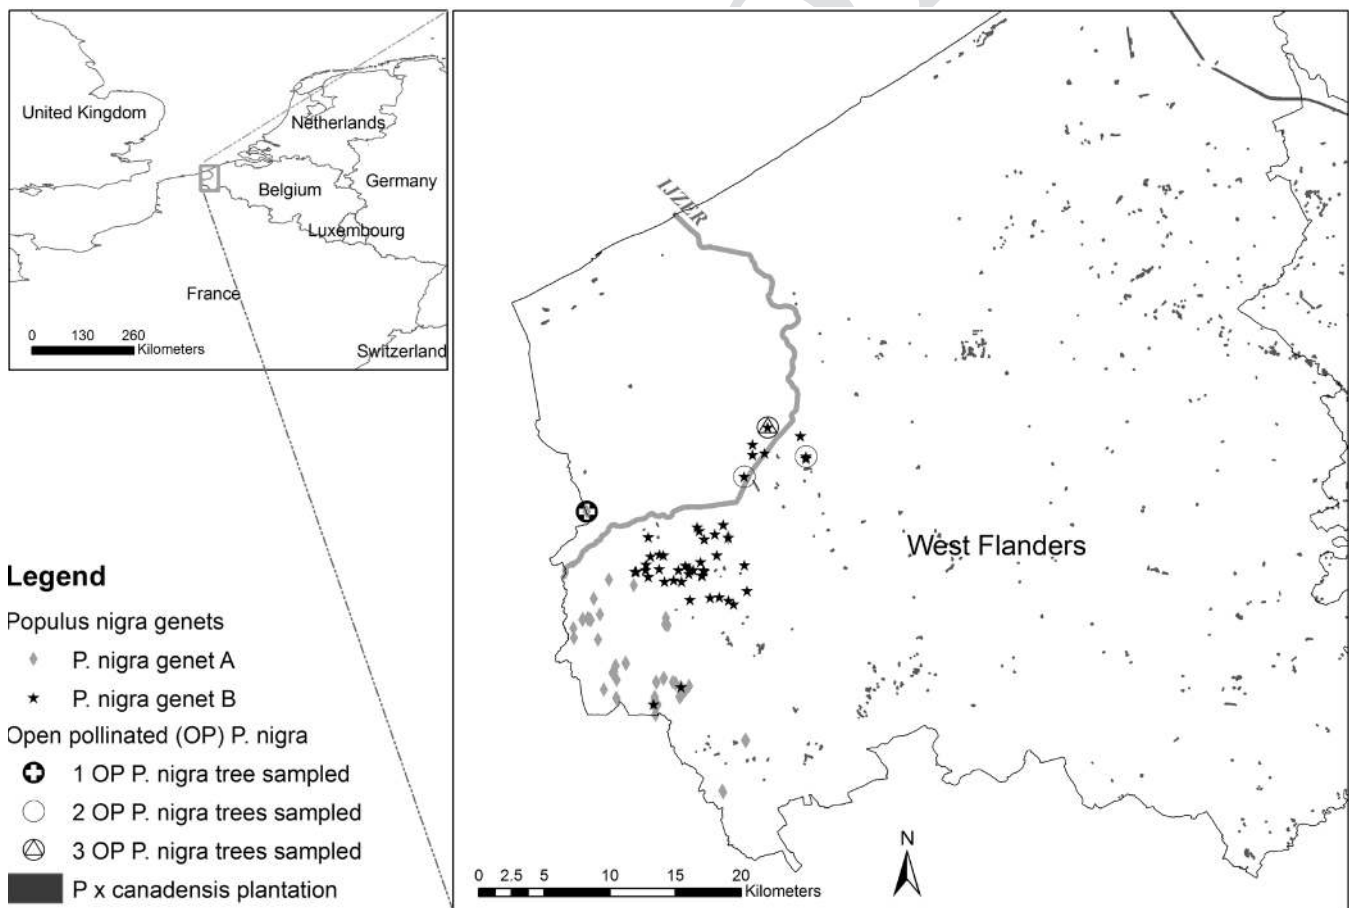 United Kingdom
Netherlands
Belgium
Germany
Luxembourg
France
Switzerland
0 130 260
Kilometers
IJZER
West Flanders
Legend
Populus nigra genets
P. nigra genet A
P. nigra genet B
Open pollinated (OP) P. nigra
1 OP P. nigra tree sampled
2 OP P. nigra trees sampled
3 OP P. nigra trees sampled
P x canadensis plantation
0 2.5 5 10 15 20
Kilometers
N